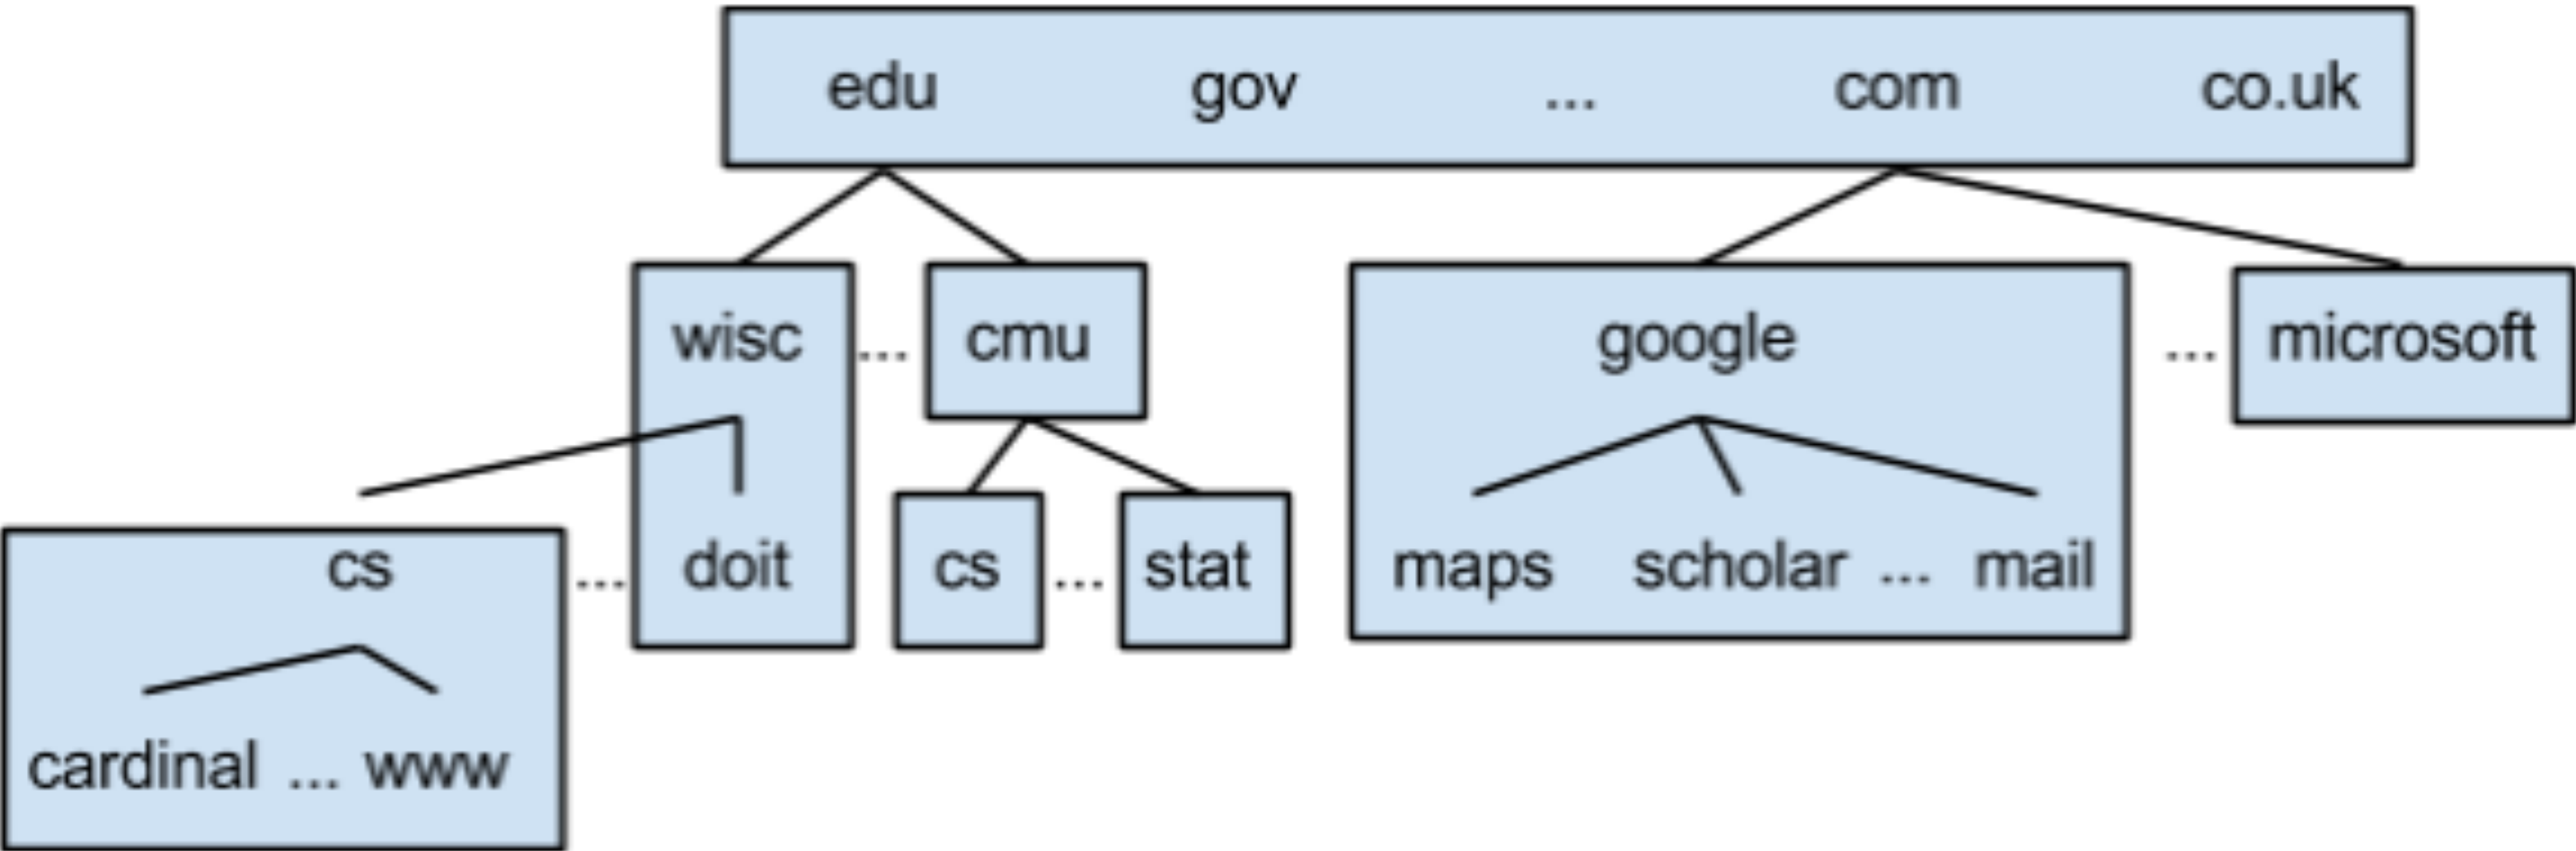 edu gov ... com co.uk
wisc ... cmu google ... microsoft
cs ... doit cs ... stat maps scholar ... mail
cardinal ... www